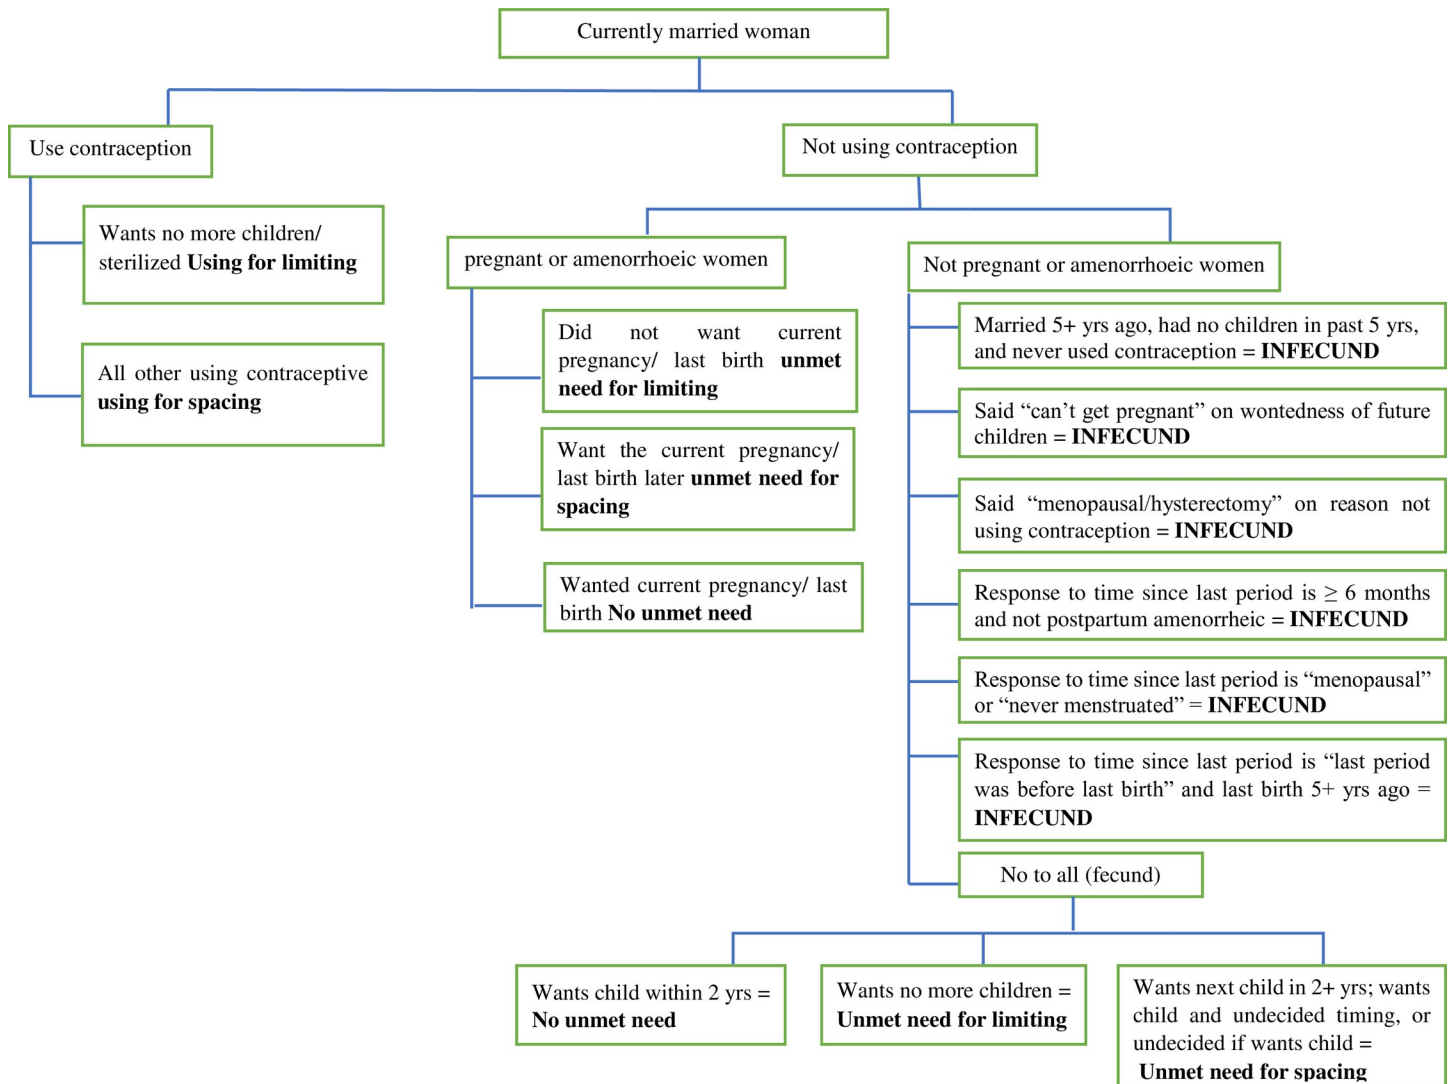 Currently married woman
Use contraception
Not using contraception
Wants no more children/
sterilized Using for limiting
All other using contraceptive
using for spacing
pregnant or amenorrhoeic women
Did not want current
pregnancy/ last birth unmet
need for limiting
Want the current pregnancy/
last birth later unmet need for
spacing
Wanted current pregnancy/ last
birth No unmet need
Not pregnant or amenorrhoeic women
Married 5+ yrs ago, had no children in past 5 yrs,
and never used contraception = INFECUND
Said “can’t get pregnant” on wontedness of future
children = INFECUND
Said “menopausal/hysterectomy” on reason not
using contraception = INFECUND
Response to time since last period is ≥ 6 months
and not postpartum amenorrheic = INFECUND
Response to time since last period is “menopausal”
or “never menstruated” = INFECUND
Response to time since last period is “last period
was before last birth” and last birth 5+ yrs ago =
INFECUND
No to all (fecund)
Wants child within 2 yrs =
No unmet need
Wants no more children =
Unmet need for limiting
Wants next child in 2+ yrs; wants
child and undecided timing, or
undecided if wants child =
Unmet need for spacing